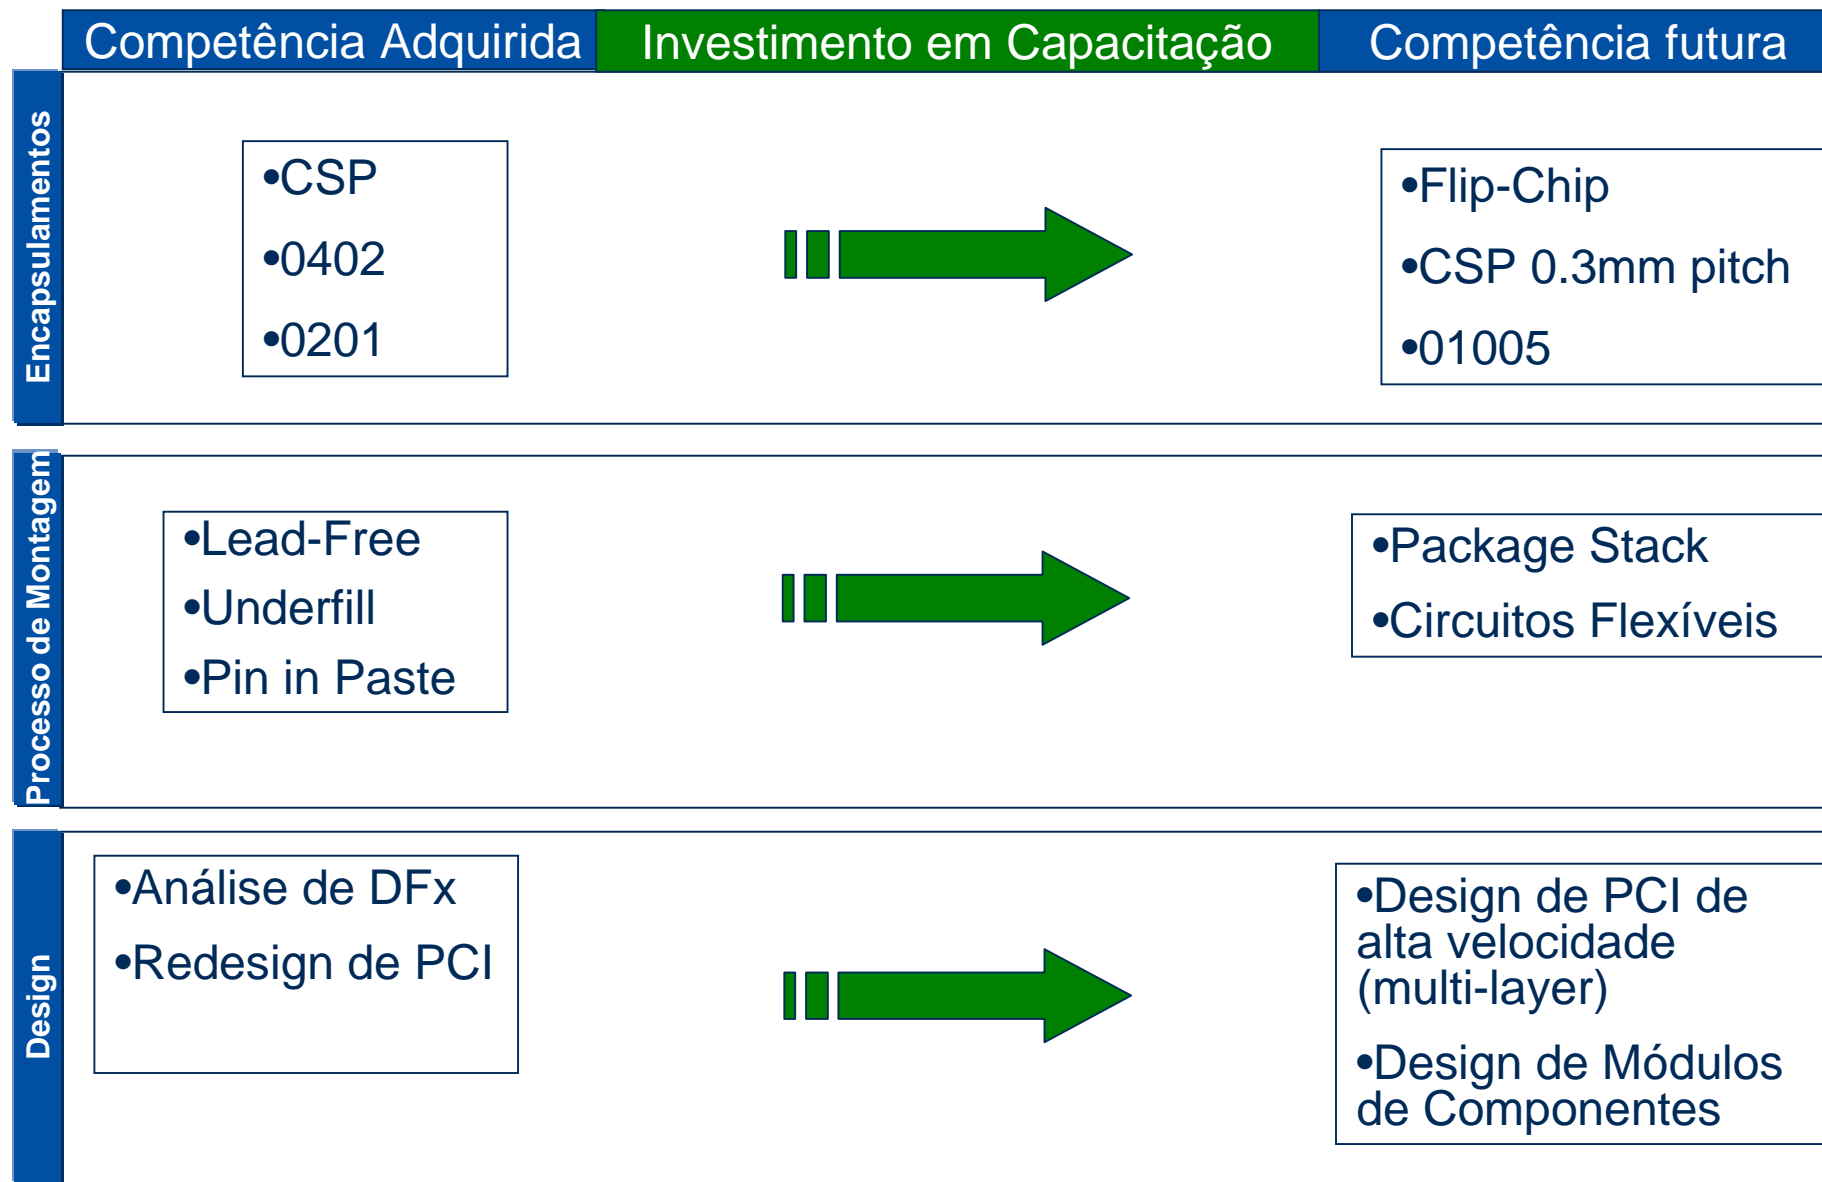 Competência Adquirida
Investimento em Capacitação
Competência futura
Encapsulamentos
•CSP
•0402
•0201
•Flip-Chip
•CSP 0.3mm pitch
•01005
Processo de Montagem
•Lead-Free
•Underfill
•Pin in Paste
•Package Stack
•Circuitos Flexíveis
Design
•Análise de DFx
•Redesign de PCI
•Design de PCI de
alta velocidade
(multi-layer)
•Design de Módulos
de Componentes